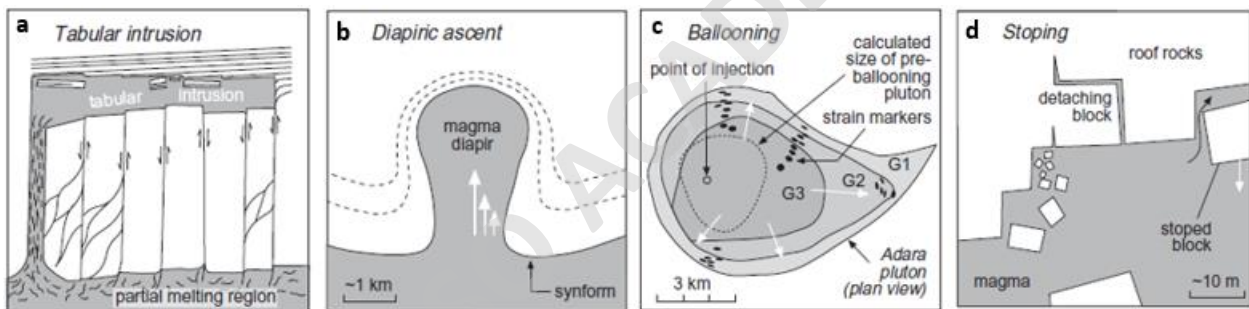 a
Tabular intrusion
tabular intrusion
partial melting region
b
Diapiric ascent
magma
diapir
~1 km
synform
c
Ballooning
point of injection
calculated
size of pre-
ballooning
pluton
strain markers
G1
G2
G3
Adara
pluton
(plan view)
3 km
d
Stoping
roof rocks
detaching
block
stoped
block
magma
~10 m